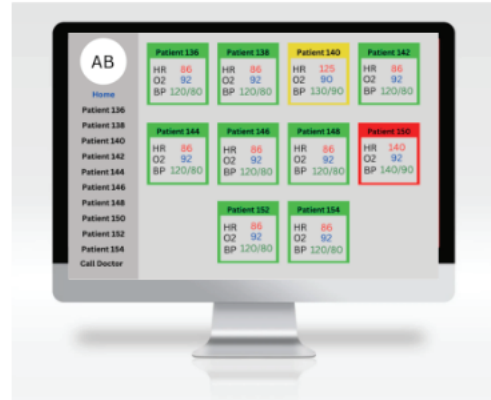 AB
Home
Patient 136
Patient 138
Patient 140
Patient 142
Patient 144
Patient 146
Patient 148
Patient 150
Patient 152
Patient 154
Call Doctor
Patient 136
HR 86
O2 92
BP 120/80
Patient 138
HR 86
O2 92
BP 120/80
Patient 140
HR 125
O2 90
BP 130/90
Patient 142
HR 86
O2 92
BP 120/80
Patient 144
HR 86
O2 92
BP 120/80
Patient 146
HR 86
O2 92
BP 120/80
Patient 148
HR 86
O2 92
BP 120/80
Patient 150
HR 140
O2 92
BP 140/90
Patient 152
HR 86
O2 92
BP 120/80
Patient 154
HR 86
O2 92
BP 120/80